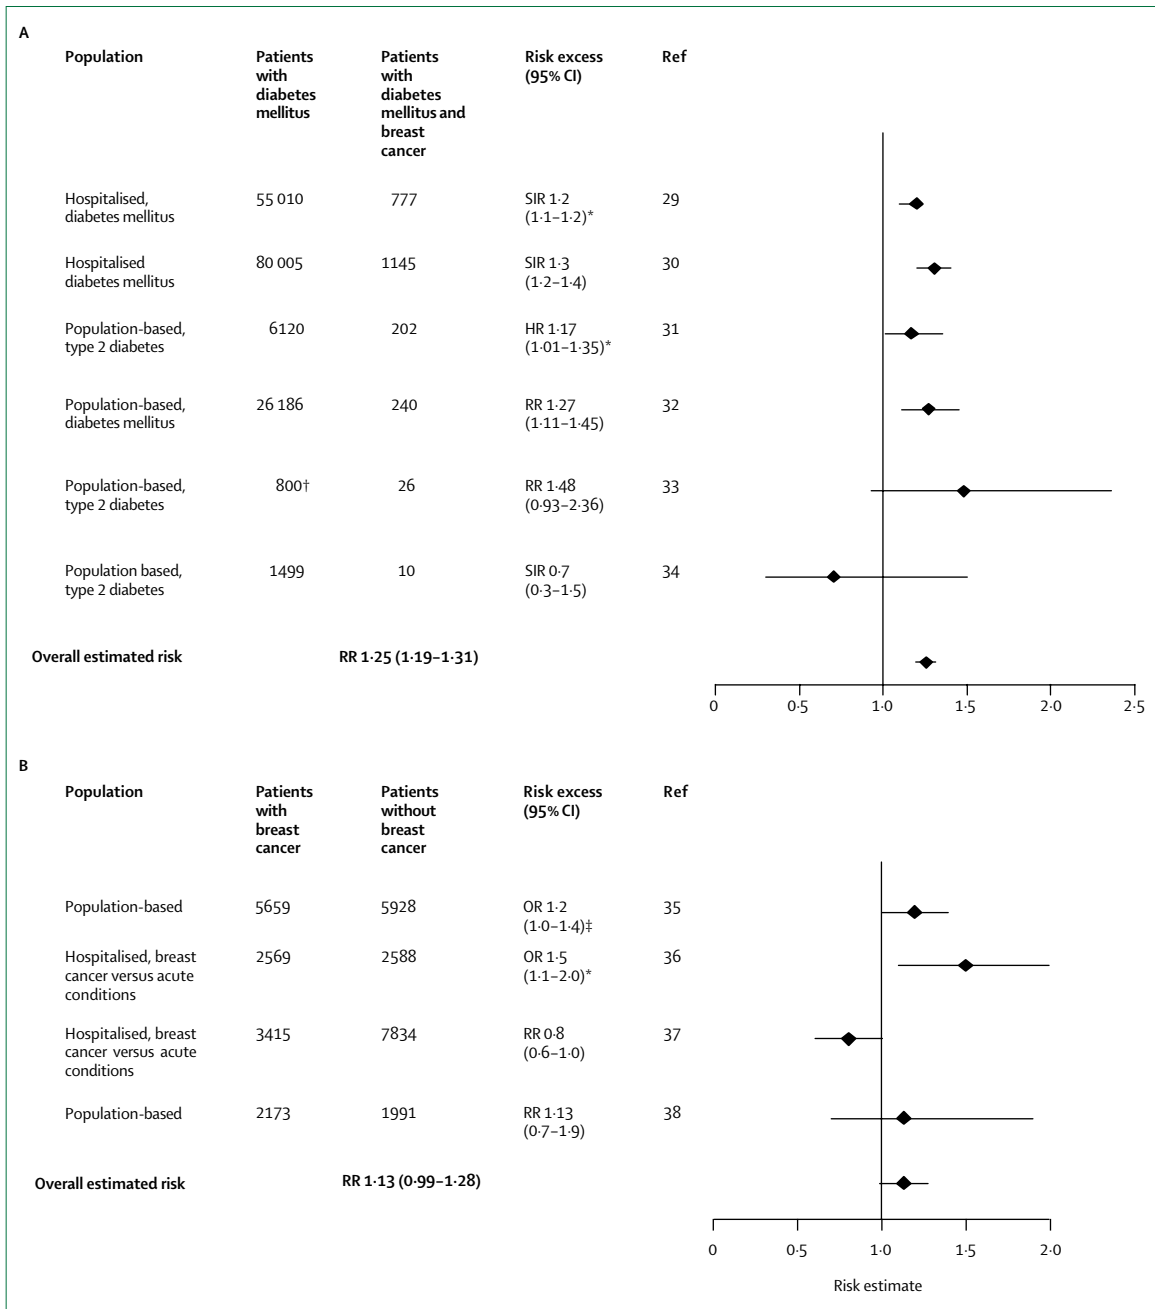 A
Population
Patients
with
diabetes
mellitus
Patients
with
diabetes
mellitus and
breast
cancer
Risk excess
(95% CI)
Ref
Hospitalised,
diabetes mellitus
55 010
777
SIR 1·2
(1·1–1·2)*
29
Hospitalised
diabetes mellitus
80 005
1145
SIR 1·3
(1·2–1·4)
30
Population-based,
type 2 diabetes
6120
202
HR 1·17
(1·01–1·35)*
31
Population-based,
diabetes mellitus
26 186
240
RR 1·27
(1·11–1·45)
32
Population-based,
type 2 diabetes
800†
26
RR 1·48
(0·93–2·36)
33
Population based,
type 2 diabetes
1499
10
SIR 0·7
(0·3–1·5)
34
Overall estimated risk
RR 1·25 (1·19–1·31)
0
0·5
1·0
1·5
2·0
2·5
B
Population
Patients
with
breast
cancer
Patients
without
breast
cancer
Risk excess
(95% CI)
Ref
Population-based
5659
5928
OR 1·2
(1·0–1·4)‡
35
Hospitalised, breast
cancer versus acute
conditions
2569
2588
OR 1·5
(1·1–2·0)*
36
Hospitalised, breast
cancer versus acute
conditions
3415
7834
RR 0·8
(0·6–1·0)
37
Population-based
2173
1991
RR 1·13
(0·7–1·9)
38
Overall estimated risk
RR 1·13 (0·99–1·28)
0
0·5
1·0
1·5
2·0
Risk estimate